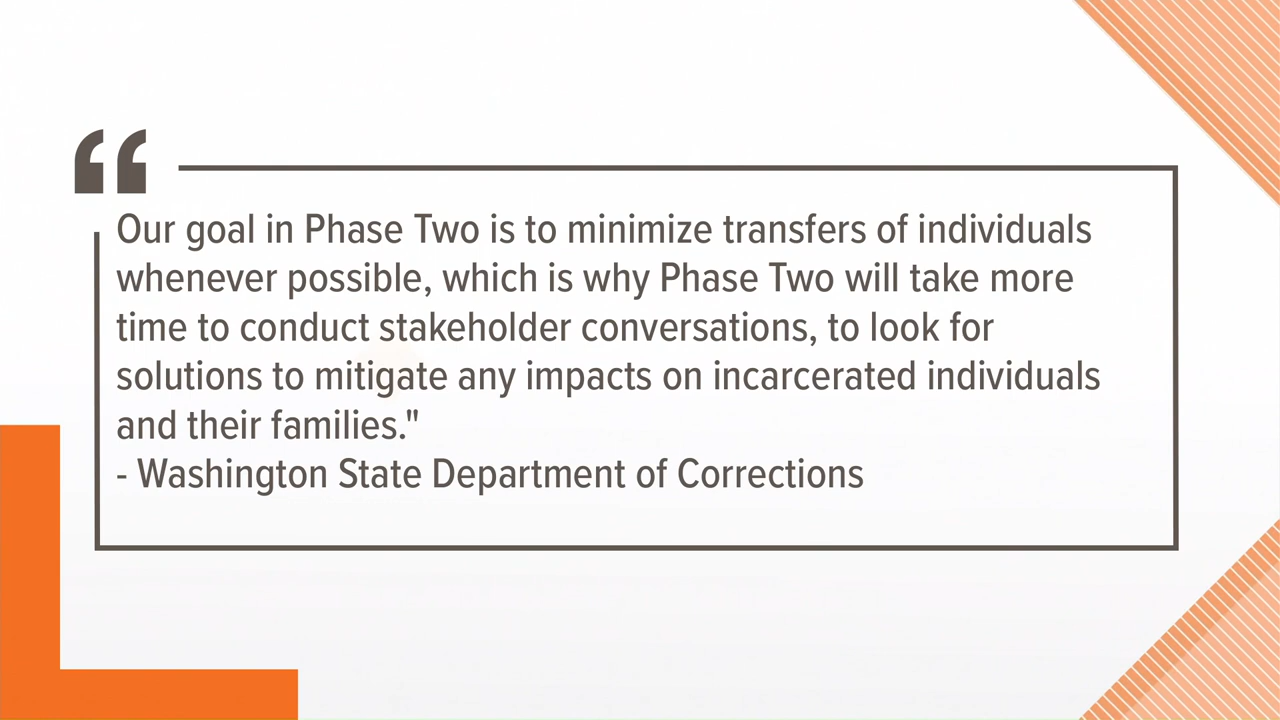 “
Our goal in Phase Two is to minimize transfers of individuals
whenever possible, which is why Phase Two will take more
time to conduct stakeholder conversations, to look for
solutions to mitigate any impacts on incarcerated individuals
and their families."
- Washington State Department of Corrections